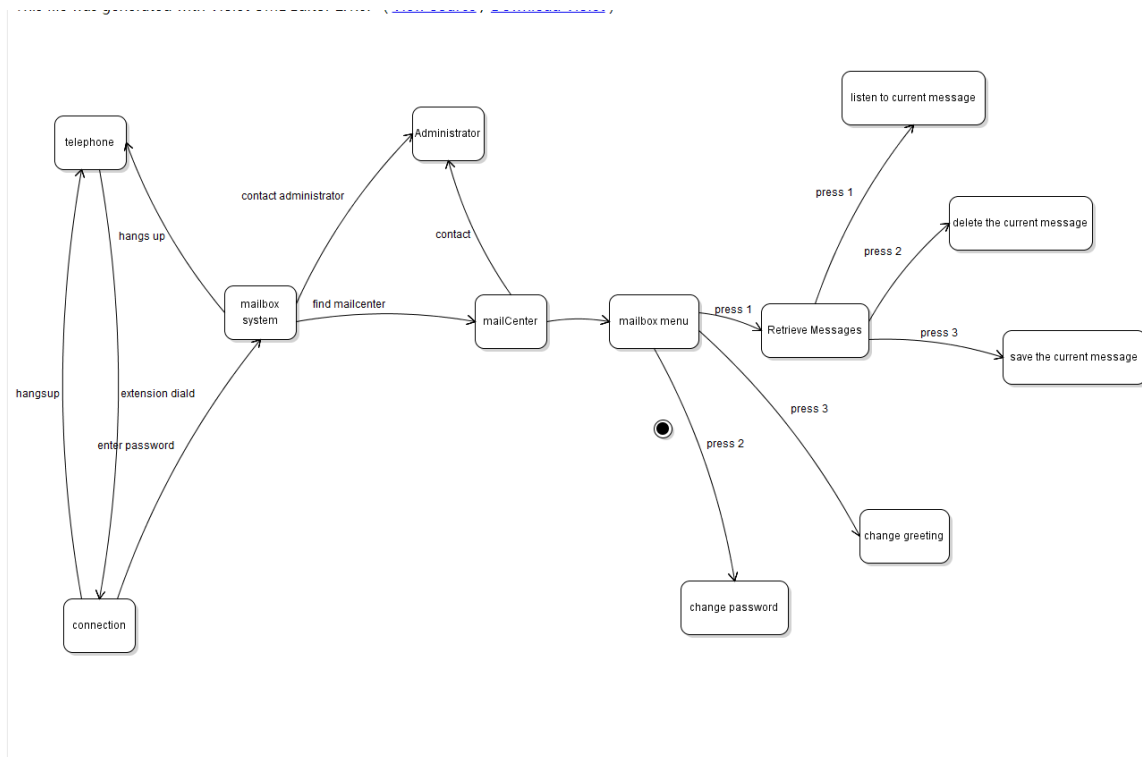 listen to current message
telephone
Administrator
press 1
contact administrator
delete the current message
hangs up
contact
press 2
mailbox
system
find mailcenter
mailCenter
mailbox menu
press 1
Retrieve Messages
press 3
save the current message
hangsup
extension diald
press 3
enter password
press 2
change greeting
change password
connection